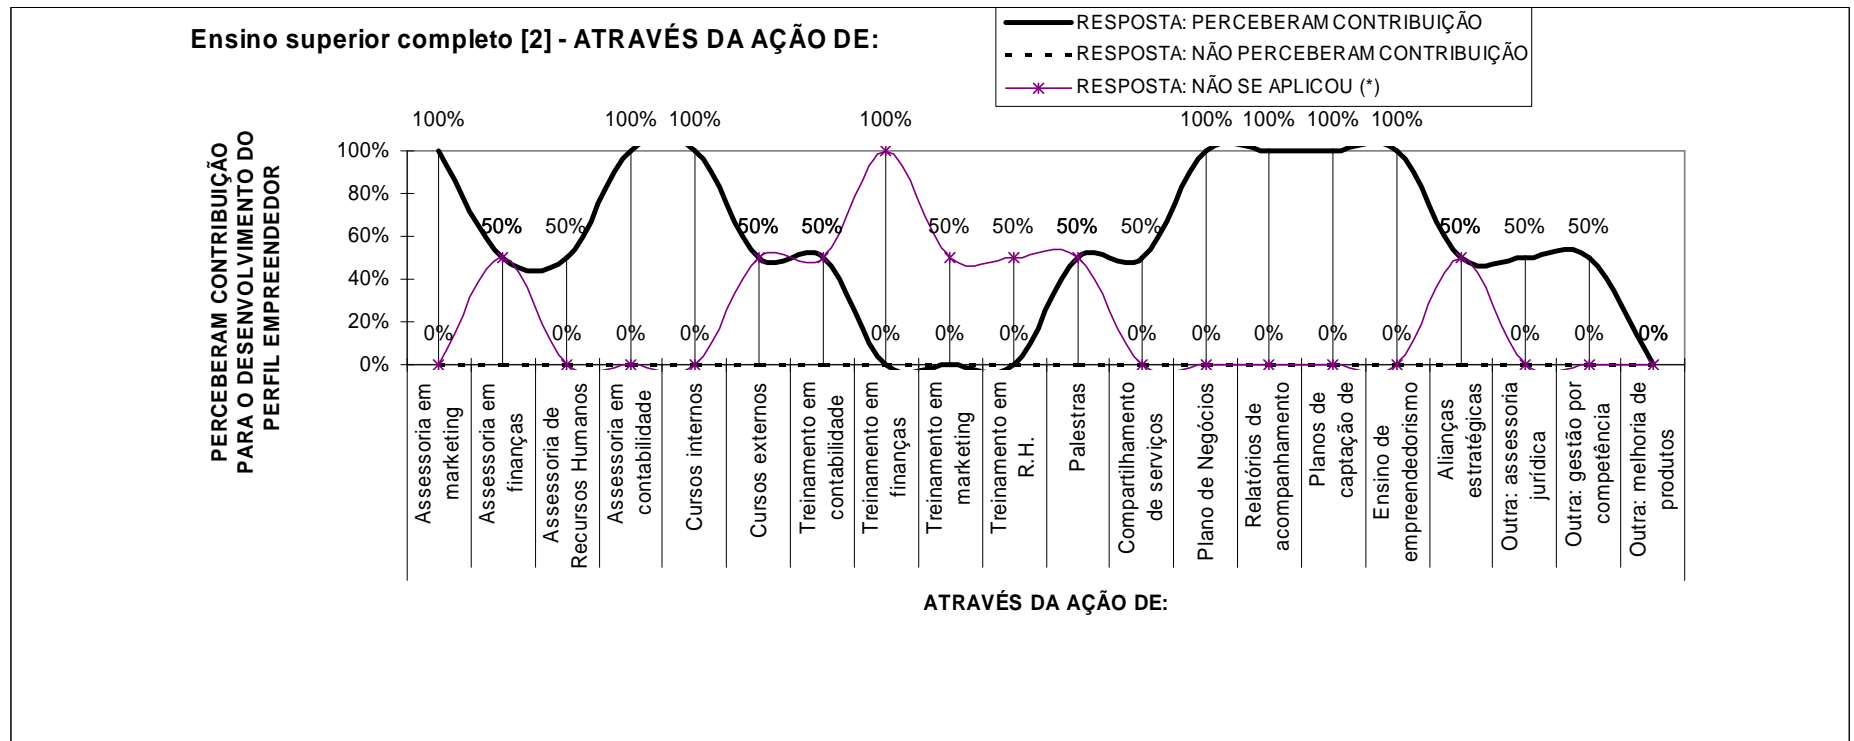 Ensino superior completo [2] - ATRAVÉS DA AÇÃO DE:
RESPOSTA: PERCEBERAM CONTRIBUIÇÃO
RESPOSTA: NÃO PERCEBERAM CONTRIBUIÇÃO
RESPOSTA: NÃO SE APLICOU (*)
PERCEBERAM CONTRIBUIÇÃO
PARA O DESENVOLVIMENTO DO
PERFIL EMPREENDEDOR
100%
80%
60%
40%
20%
0%
100% 100% 100% 100% 100% 100% 100% 100%
50% 50% 50% 50% 50% 50% 50% 50% 50% 50% 50%
0% 0% 0% 0% 0% 0% 0% 0% 0% 0% 0% 0% 0% 0% 0%
Assessoria em
marketing
Assessoria em
finanças
Assessoria de
Recursos Humanos
Assessoria em
contabilidade
Cursos internos
Cursos externos
Treinamento em
contabilidade
Treinamento em
finanças
Treinamento em
marketing
Treinamento em
R.H.
Palestras
Compartilhamento
de serviços
Plano de Negócios
Relatórios de
acompanhamento
Planos de
captação de
Ensino de
empreendedorismo
Alianças
estratégicas
Outra: assessoria
jurídica
Outra: gestão por
competência
Outra: melhoria de
produtos
ATRAVÉS DA AÇÃO DE: